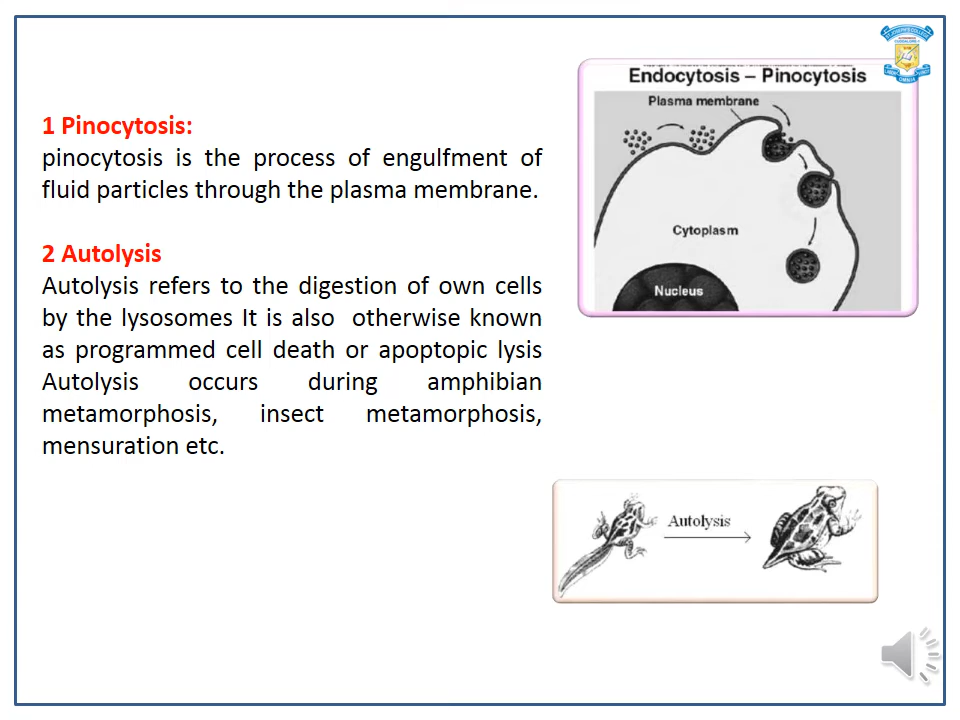 1 Pinocytosis:
pinocytosis is the process of engulfment of
fluid particles through the plasma membrane.
2 Autolysis
Autolysis refers to the digestion of own cells
by the lysosomes It is also otherwise known
as programmed cell death or apoptopic lysis
Autolysis occurs during amphibian
metamorphosis, insect metamorphosis,
mensuration etc.
Endocytosis – Pinocytosis
Plasma membrane
Cytoplasm
Nucleus
Autolysis